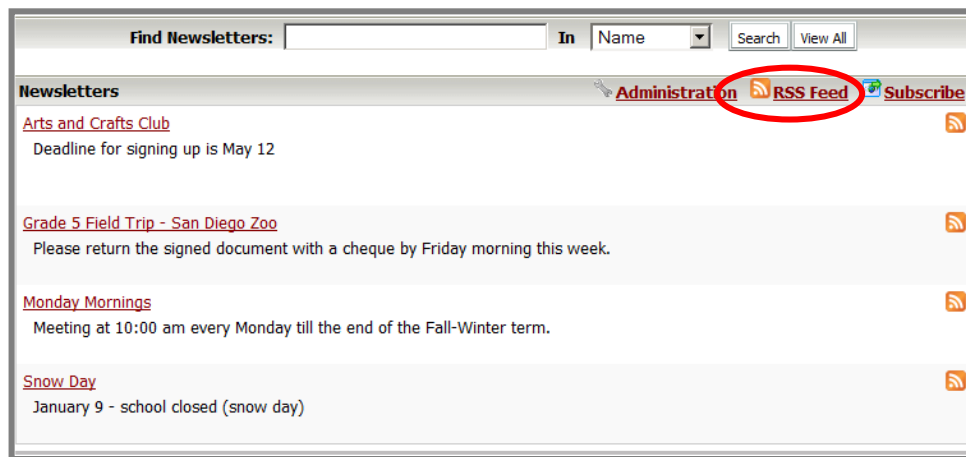 Find Newsletters: In Name Search View All
Newsletters Administration RSS Feed Subscribe
Arts and Crafts Club
Deadline for signing up is May 12
Grade 5 Field Trip - San Diego Zoo
Please return the signed document with a cheque by Friday morning this week.
Monday Mornings
Meeting at 10:00 am every Monday till the end of the Fall-Winter term.
Snow Day
January 9 - school closed (snow day)